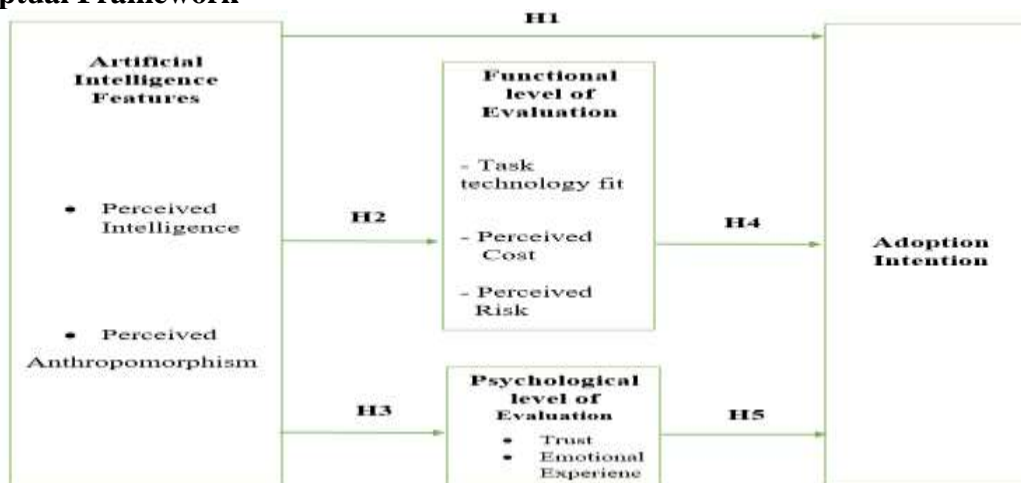 ptual Framework
H1
Artificial
Intelligence
Features
• Perceived
Intelligence
• Perceived
Anthropomorphism
H2
H3
Functional
level of
Evaluation
- Task
technology fit
- Perceived
Cost
- Perceived
Risk
Psychological
level of
Evaluation
• Trust
• Emotional
Experienc
H4
H5
Adoption
Intention